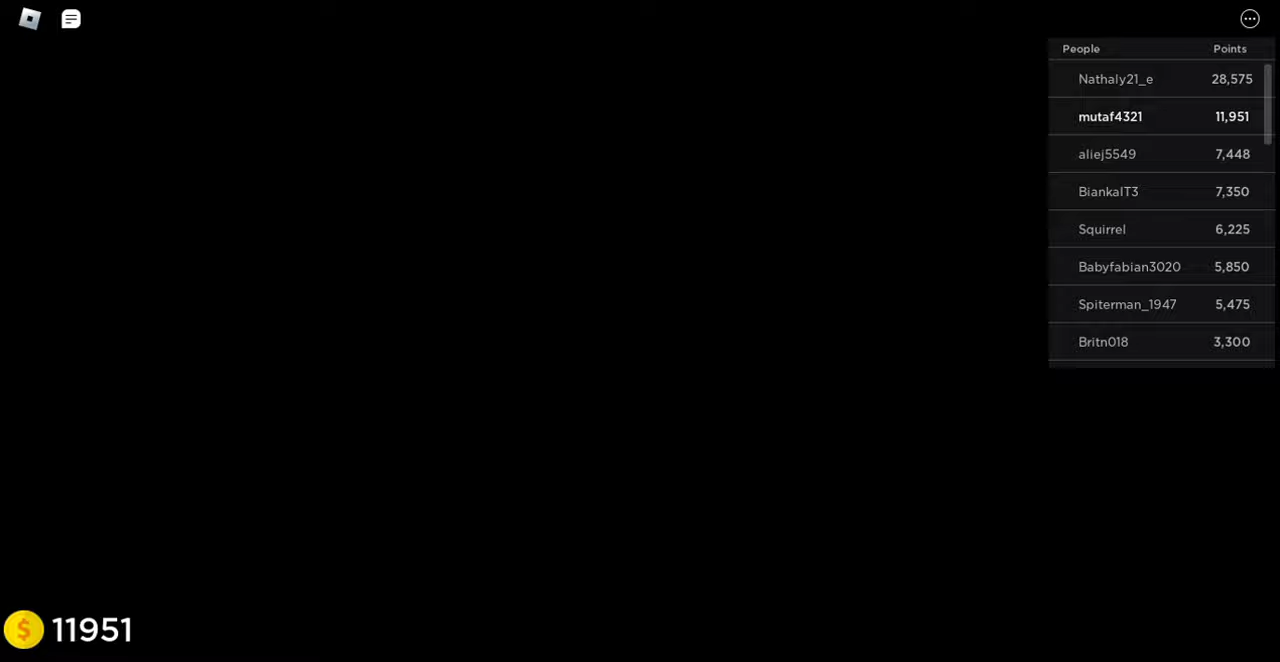 People Points
Nathaly21_e 28,575
mutaf4321 11,951
aliej5549 7,448
BiankaIT3 7,350
Squirrel 6,225
Babyfabian3020 5,850
Spiterman_1947 5,475
Britn018 3,300
$ 11951